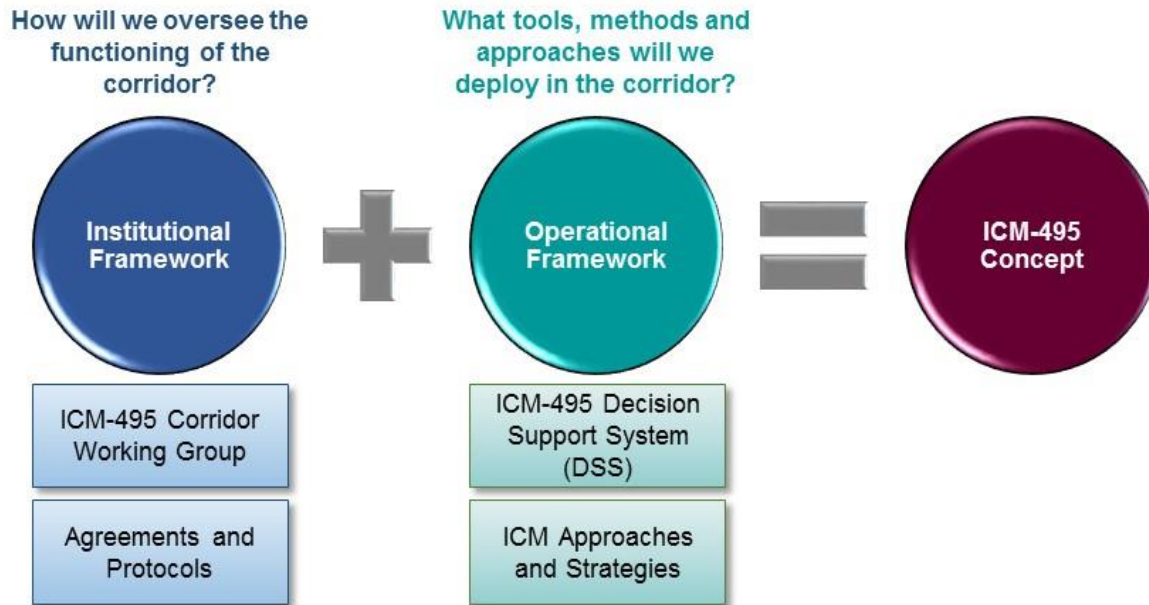 How will we oversee the
functioning of the
corridor?
What tools, methods and
approaches will we
deploy in the corridor?
Institutional
Framework
Operational
Framework
ICM-495
Concept
ICM-495 Corridor
Working Group
ICM-495 Decision
Support System
(DSS)
Agreements and
Protocols
ICM Approaches
and Strategies